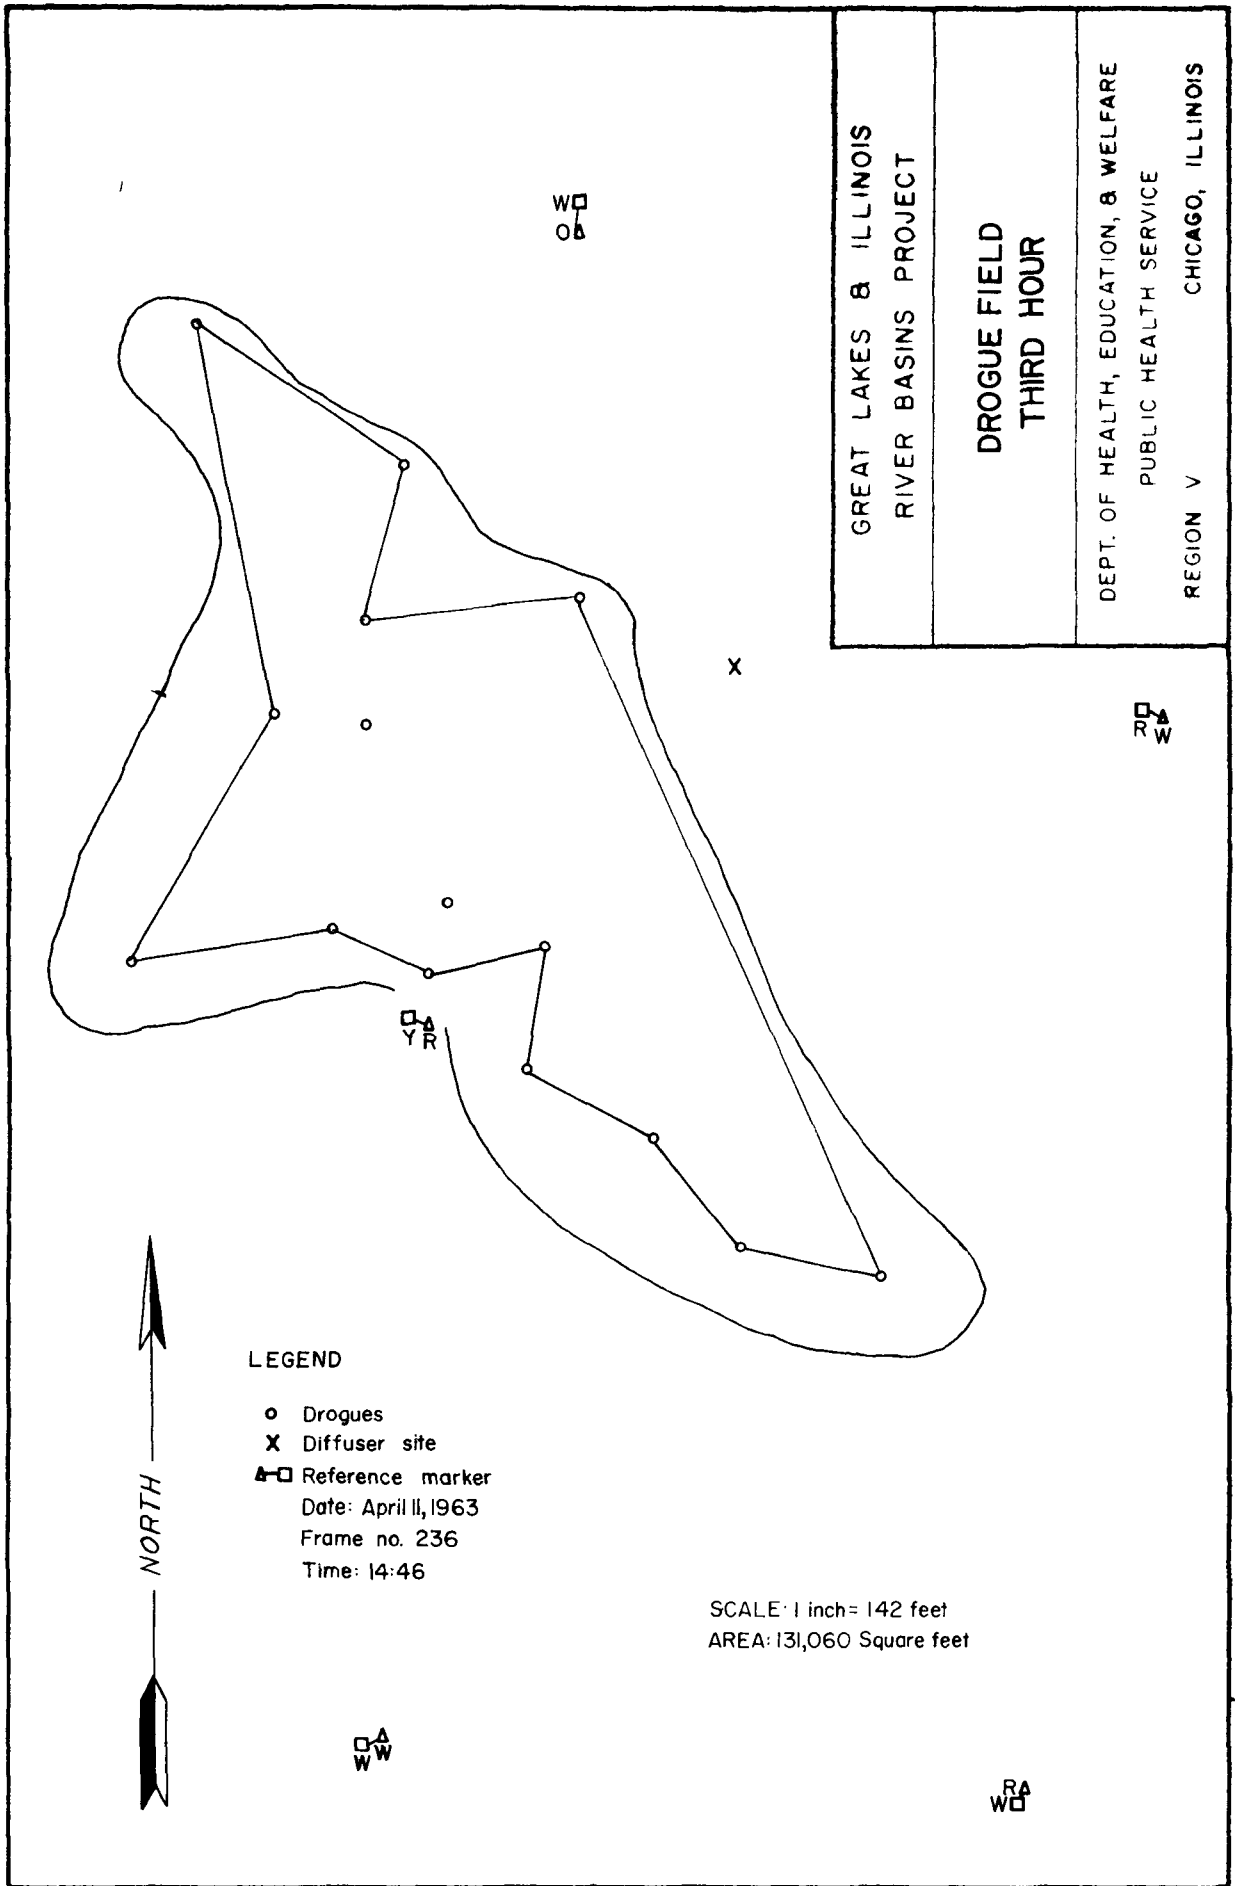 GREAT LAKES & ILLINOIS
RIVER BASINS PROJECT
DROGUE FIELD
THIRD HOUR
DEPT. OF HEALTH, EDUCATION, & WELFARE
PUBLIC HEALTH SERVICE
REGION V CHICAGO, ILLINOIS
W
O
X
R
W
Y R
NORTH
LEGEND
o Drogues
X Diffuser site
Reference marker
Date: April 11, 1963
Frame no. 236
Time: 14:46
SCALE: 1 inch = 142 feet
AREA: 131,060 Square feet
W W
R
W